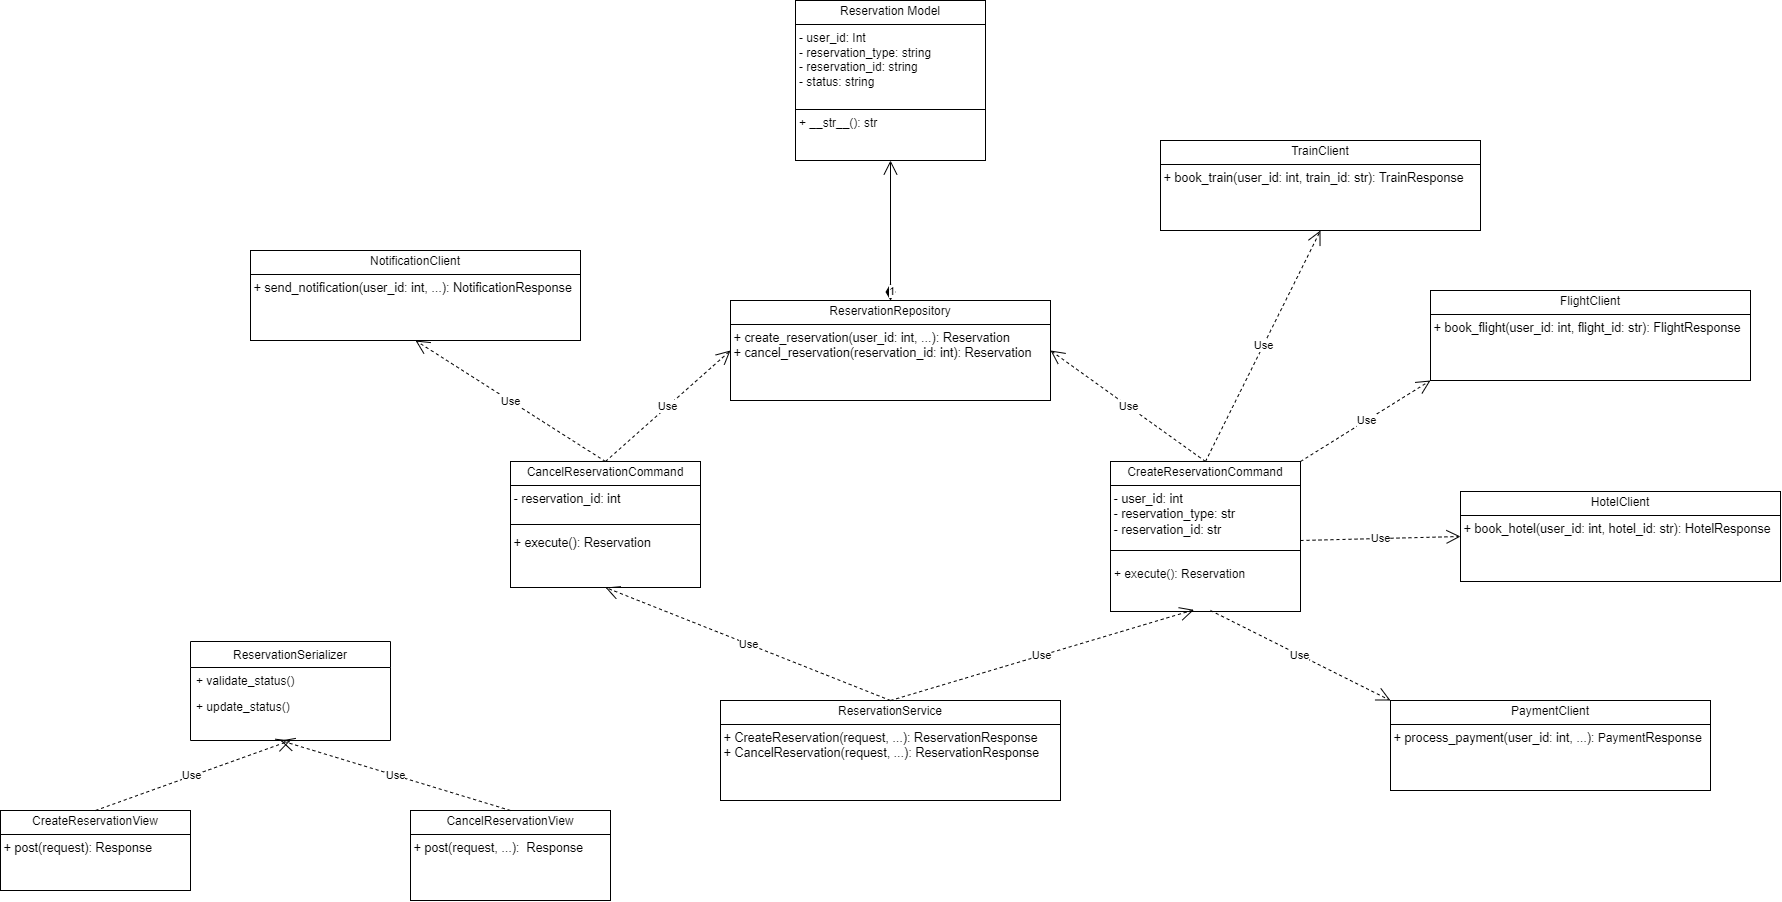 Reservation Model
- user_id: Int
- reservation_type: string
- reservation_id: string
- status: string
+ __str__(): str
TrainClient
+ book_train(user_id: int, train_id: str): TrainResponse
NotificationClient
+ send_notification(user_id: int, ...): NotificationResponse
1
ReservationRepository
+ create_reservation(user_id: int, ...): Reservation
+ cancel_reservation(reservation_id: int): Reservation
FlightClient
+ book_flight(user_id: int, flight_id: str): FlightResponse
Use
Use
Use
Use
Use
CancelReservationCommand
- reservation_id: int
+ execute(): Reservation
CreateReservationCommand
- user_id: int
- reservation_type: str
- reservation_id: str
+ execute(): Reservation
HotelClient
+ book_hotel(user_id: int, hotel_id: str): HotelResponse
Use
Use
Use
Use
ReservationSerializer
+ validate_status()
+ update_status()
ReservationService
+ CreateReservation(request, ...): ReservationResponse
+ CancelReservation(request, ...): ReservationResponse
PaymentClient
+ process_payment(user_id: int, ...): PaymentResponse
Use
Use
CreateReservationView
+ post(request): Response
CancelReservationView
+ post(request, ...): Response